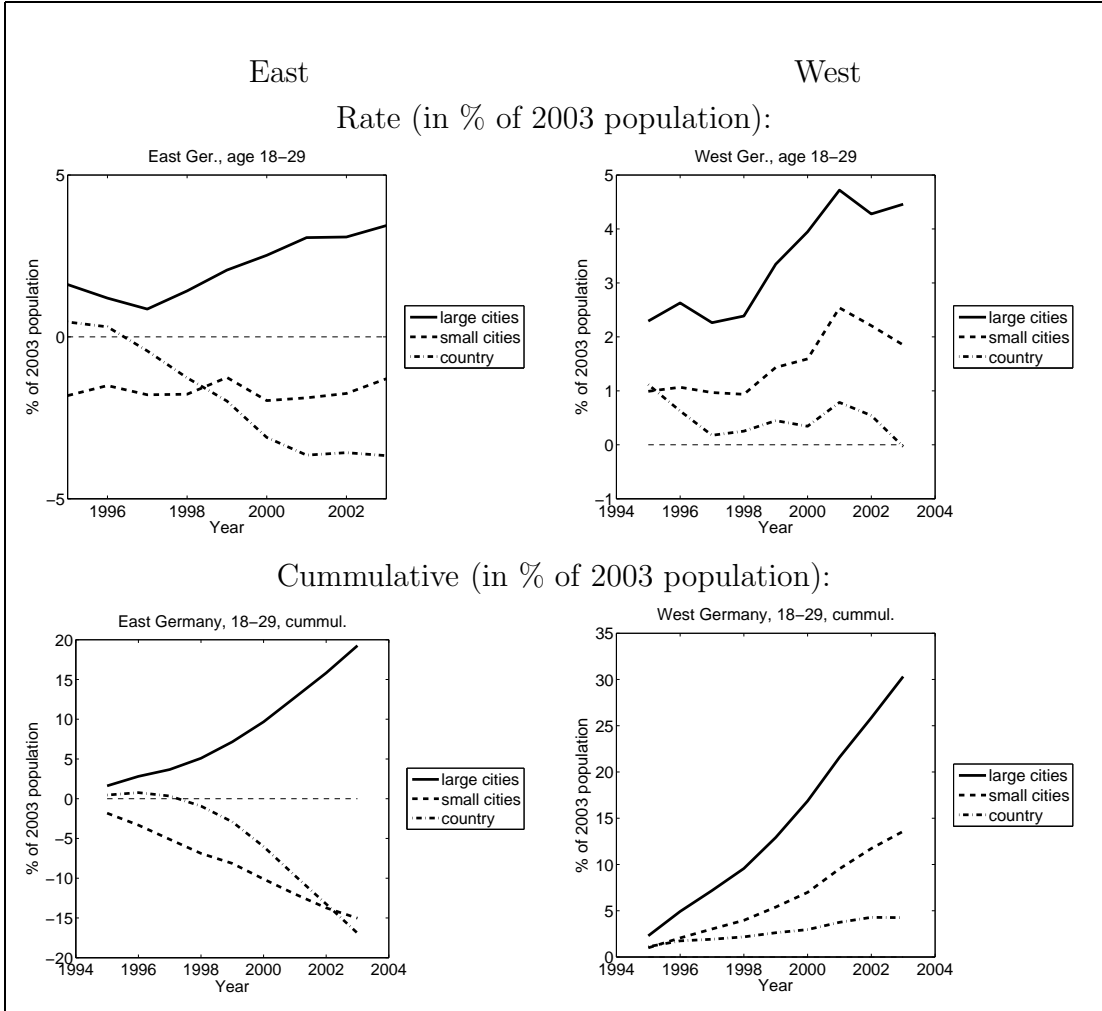 East West
Rate (in % of 2003 population):
East Ger., age 18−29
5
0
−5
1996 1998 2000 2002
Year
% of 2003 population
large cities
small cities
country
West Ger., age 18−29
5
4
3
2
1
0
−1
1994 1996 1998 2000 2002 2004
Year
% of 2003 population
large cities
small cities
country
Cummulative (in % of 2003 population):
East Germany, 18−29, cummul.
20
15
10
5
0
−5
−10
−15
−20
1994 1996 1998 2000 2002 2004
Year
% of 2003 population
large cities
small cities
country
West Germany, 18−29, cummul.
35
30
25
20
15
10
5
0
1994 1996 1998 2000 2002 2004
Year
% of 2003 population
large cities
small cities
country